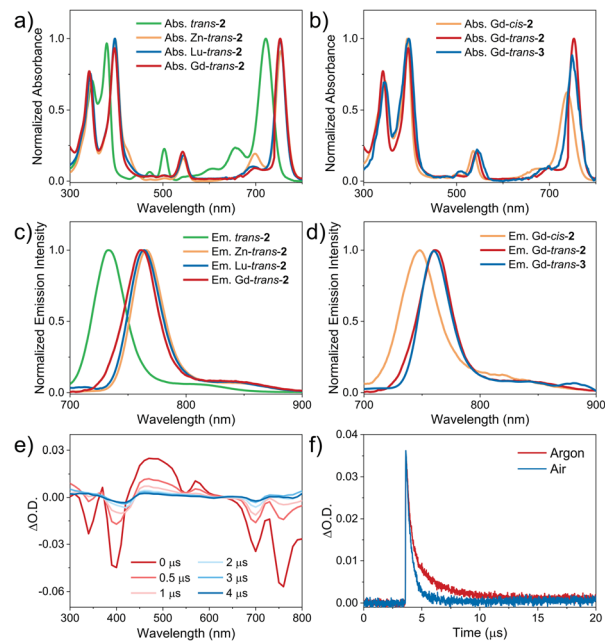 a)
Normalized Absorbance
1.0
0.5
0.0
300 400 500 600 700
Wavelength (nm)
Abs. trans-2
Abs. Zn-trans-2
Abs. Lu-trans-2
Abs. Gd-trans-2
b)
Normalized Absorbance
1.0
0.5
0.0
300 400 500 600 700
Wavelength (nm)
Abs. Gd-cis-2
Abs. Gd-trans-2
Abs. Gd-trans-3
c)
Normalized Emission Intensity
1.0
0.5
0.0
700 800 900
Wavelength (nm)
Em. trans-2
Em. Zn-trans-2
Em. Lu-trans-2
Em. Gd-trans-2
d)
Normalized Emission Intensity
1.0
0.5
0.0
700 800 900
Wavelength (nm)
Em. Gd-cis-2
Em. Gd-trans-2
Em. Gd-trans-3
e)
ΔO.D.
0.03
0.00
-0.03
-0.06
300 400 500 600 700 800
Wavelength (nm)
0 μs
0.5 μs
1 μs
2 μs
3 μs
4 μs
f)
ΔO.D.
0.04
0.03
0.02
0.01
0.00
0 5 10 15 20
Time (μs)
Argon
Air